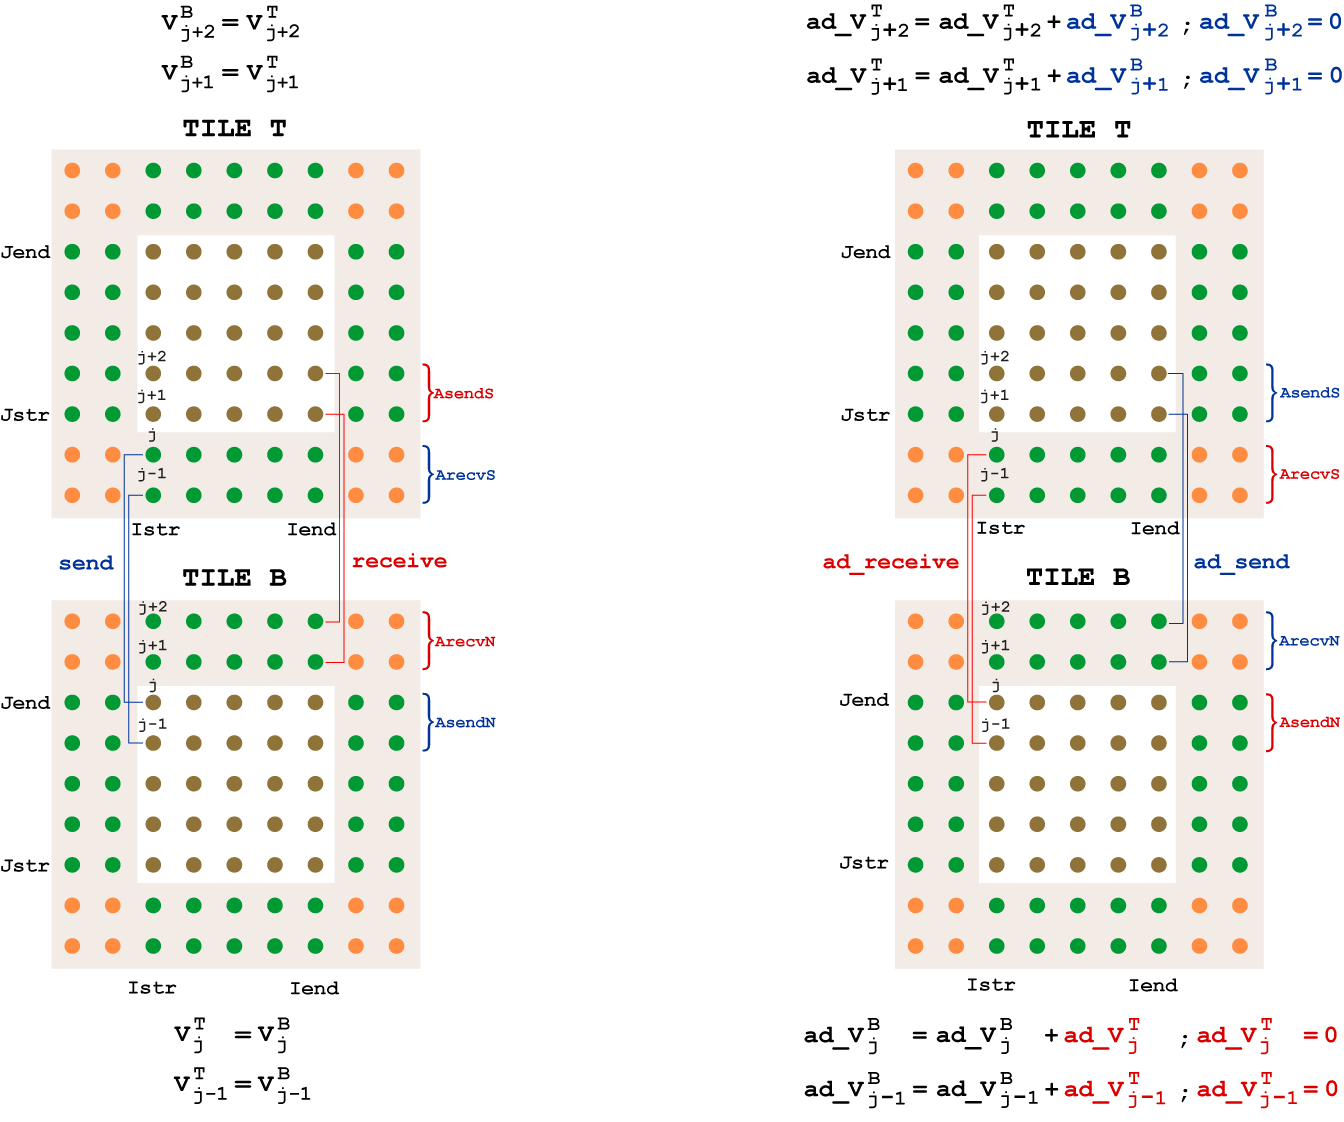 V^B_{j+2} = V^T_{j+2}
V^B_{j+1} = V^T_{j+1}
TILE T
Jend
j+2
j+1
Jstr
j
j-1
AsendS
ArecvS
Istr
Iend
send
receive
TILE B
j+2
j+1
j
Jend
j-1
ArecvN
AsendN
Jstr
Istr
Iend
V^T_j = V^B_j
V^T_{j-1} = V^B_{j-1}
ad_V^T_{j+2} = ad_V^T_{j+2} + ad_V^B_{j+2} ; ad_V^B_{j+2} = 0
ad_V^T_{j+1} = ad_V^T_{j+1} + ad_V^B_{j+1} ; ad_V^B_{j+1} = 0
TILE T
Jend
j+2
j+1
Jstr
j
j-1
AsendS
ArecvS
Istr
Iend
ad_receive
ad_send
TILE B
j+2
j+1
j
Jend
j-1
ArecvN
AsendN
Jstr
Istr
Iend
ad_V^B_j = ad_V^B_j + ad_V^T_j ; ad_V^T_j = 0
ad_V^B_{j-1} = ad_V^B_{j-1} + ad_V^T_{j-1} ; ad_V^T_{j-1} = 0